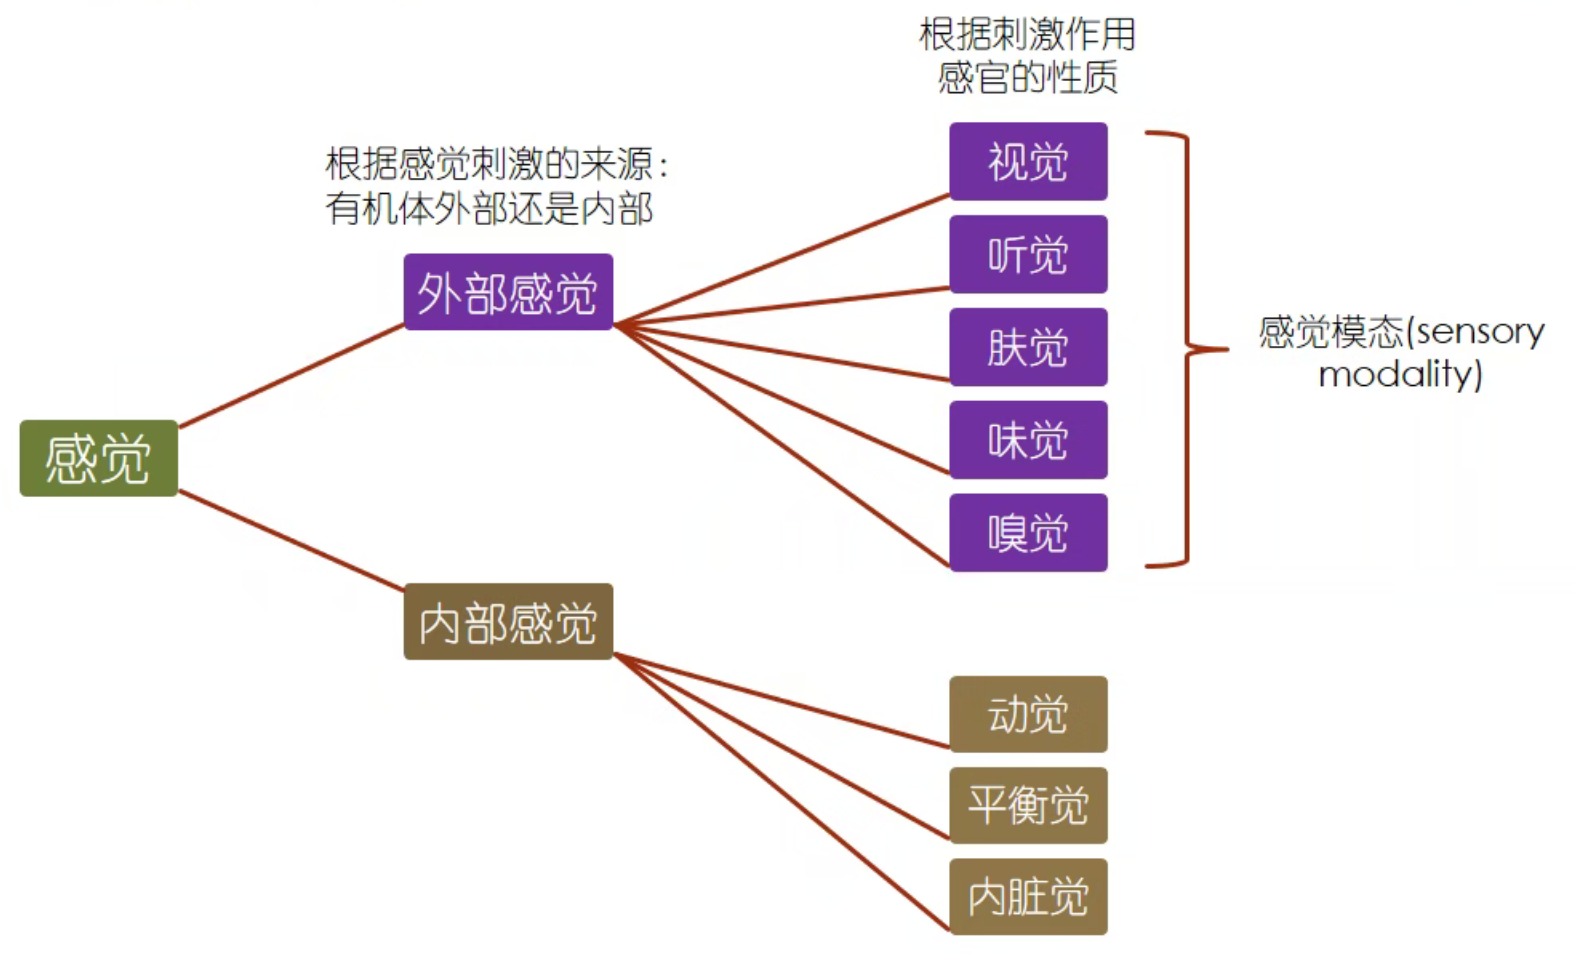 根据刺激作用
感官的性质
根据感觉刺激的来源：
有机体外部还是内部
视觉
听觉
外部感觉
肤觉
感觉模态(sensory
modality)
味觉
感觉
嗅觉
内部感觉
动觉
平衡觉
内脏觉